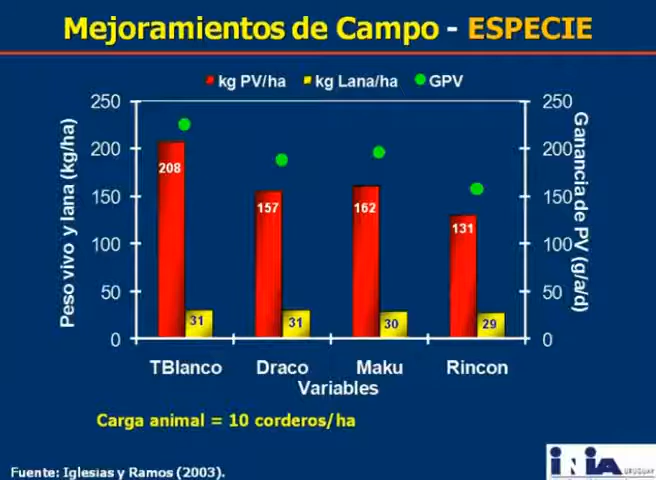 Mejoramientos de Campo - ESPECIE
kg PV/ha kg Lana/ha GPV
Peso vivo y lana (kg/ha)
250
200
150
100
50
0
208
31
157
31
162
30
131
29
250
200
150
100
50
0
Ganancia de PV (g/a/d)
TBlanco Draco Maku Rincon
Variables
Carga animal = 10 corderos/ha
Fuente: Iglesias y Ramos (2003).
INIA
URUGUAY